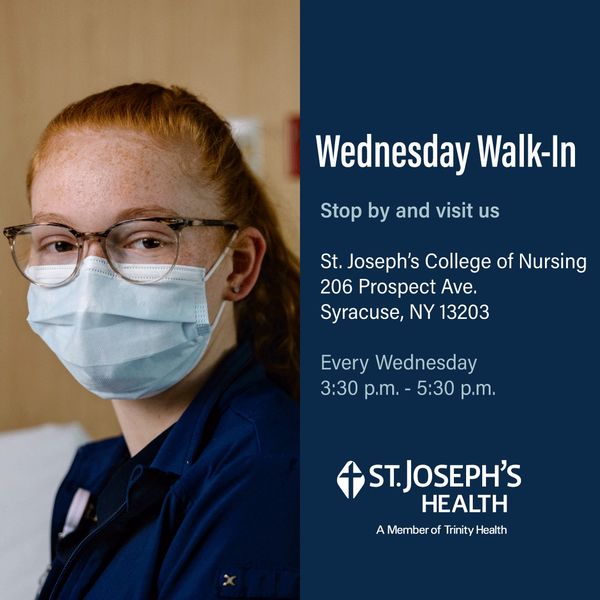 Wednesday Walk-In
Stop by and visit us
St. Joseph's College of Nursing
206 Prospect Ave.
Syracuse, NY 13203
Every Wednesday
3:30 p.m. - 5:30 p.m.
ST. JOSEPH'S
HEALTH
A Member of Trinity Health